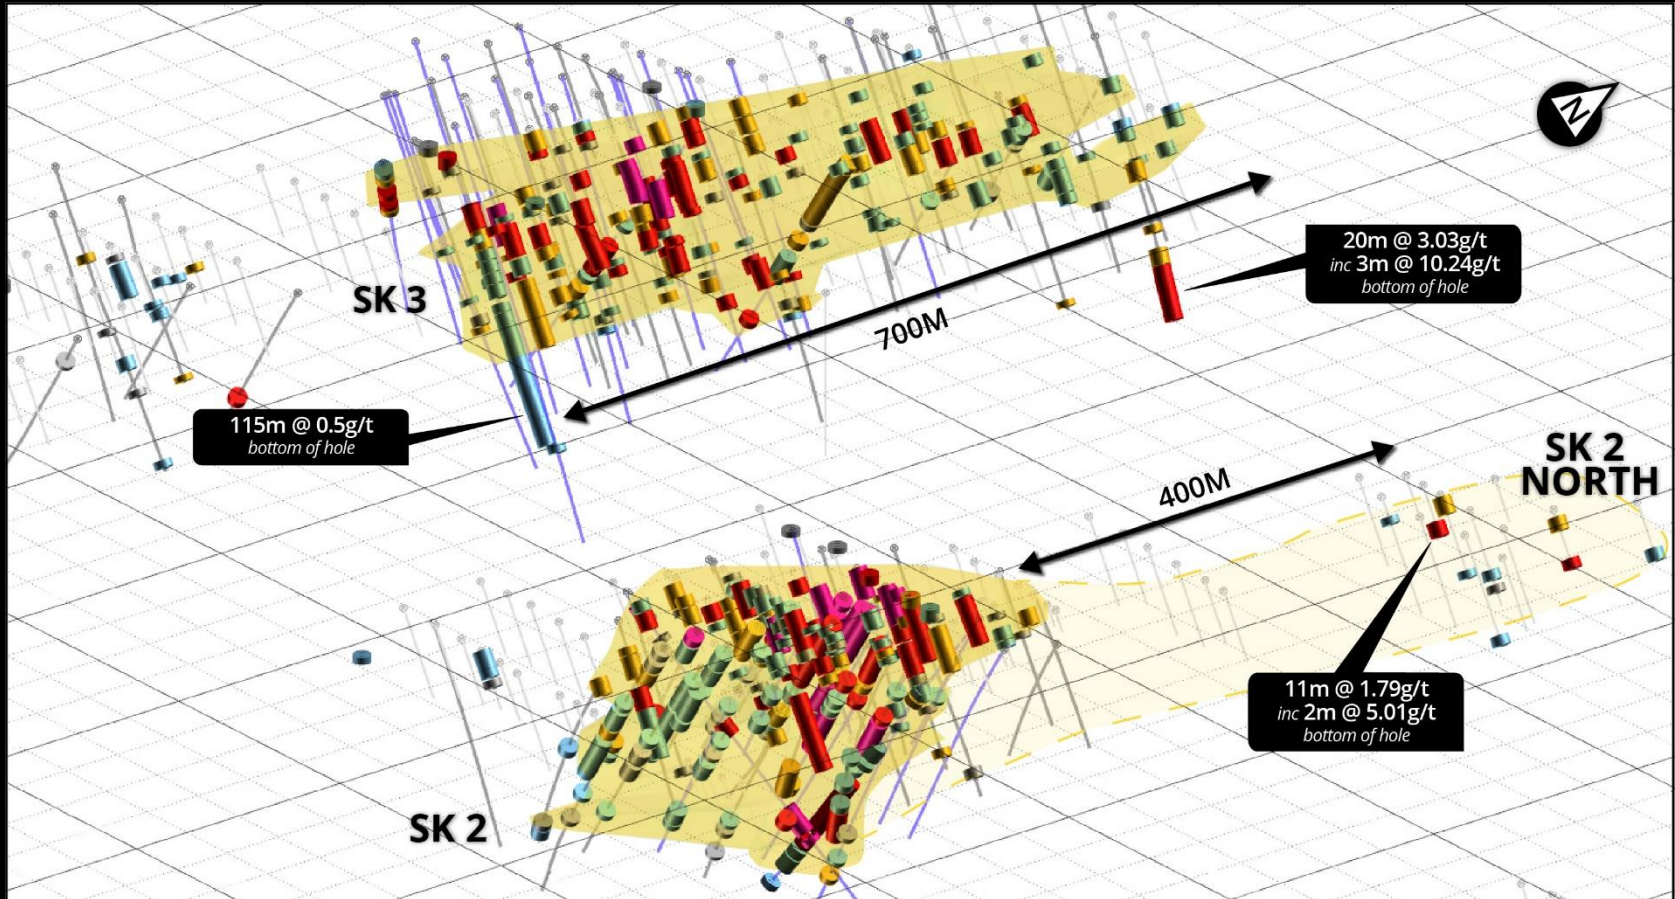 N
SK 3
20m @ 3.03g/t
inc 3m @ 10.24g/t
bottom of hole
700M
115m @ 0.5g/t
bottom of hole
SK 2
NORTH
400M
11m @ 1.79g/t
inc 2m @ 5.01g/t
bottom of hole
SK 2